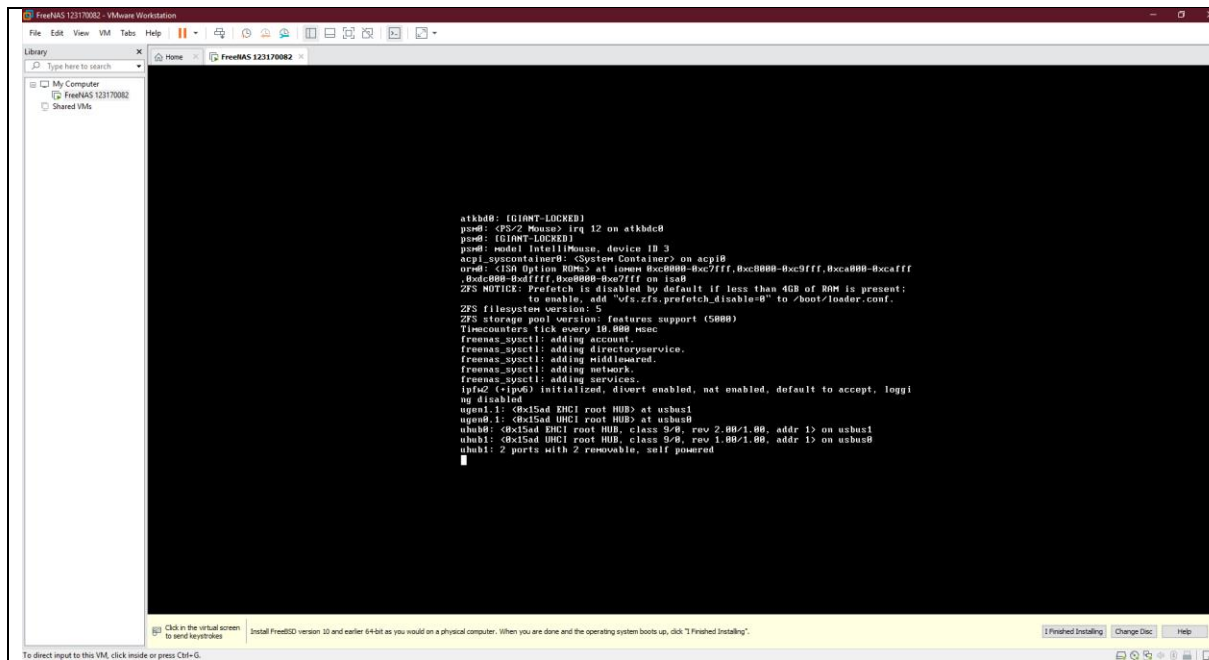 FreeNAS 123170082 - VMware Workstation
File Edit View VM Tabs Help
Library
Type here to search
My Computer
FreeNAS 123170082
Shared VMs
Home
FreeNAS 123170082
atkbd0: [GIANT-LOCKED]
psm0: <PS/2 Mouse> irq 12 on atkbdc0
psm0: [GIANT-LOCKED]
psm0: model IntelliMouse, device ID 3
acpi_syscontainer0: <System Container> on acpi0
orm0: <ISA Option ROMs> at iomem 0xc0000-0xc7fff,0xc8000-0xc9fff,0xca000-0xcafff
,0xdc000-0xdffff,0xe0000-0xe7fff on isa0
ZFS NOTICE: Prefetch is disabled by default if less than 4GB of RAM is present;
to enable, add "vfs.zfs.prefetch_disable=0" to /boot/loader.conf.
ZFS filesystem version: 5
ZFS storage pool version: features support (5000)
Timecounters tick every 10.000 msec
freenas_sysctl: adding account.
freenas_sysctl: adding directoryservice.
freenas_sysctl: adding middlewared.
freenas_sysctl: adding network.
freenas_sysctl: adding services.
ipfw2 (+ipv6) initialized, divert enabled, nat enabled, default to accept, loggi
ng disabled
ugen1.1: <0x15ad EHCI root HUB> at usbus1
ugen0.1: <0x15ad UHCI root HUB> at usbus0
uhub0: <0x15ad EHCI root HUB, class 9/0, rev 2.00/1.00, addr 1> on usbus1
uhub1: <0x15ad UHCI root HUB, class 9/0, rev 1.00/1.00, addr 1> on usbus0
uhub1: 2 ports with 2 removable, self powered
Click in the virtual screen
to send keystrokes
Install FreeBSD version 10 and earlier 64-bit as you would on a physical computer. When you are done and the operating system boots up, click "I Finished Installing".
I Finished Installing
Change Disc
Help
To direct input to this VM, click inside or press Ctrl+G.